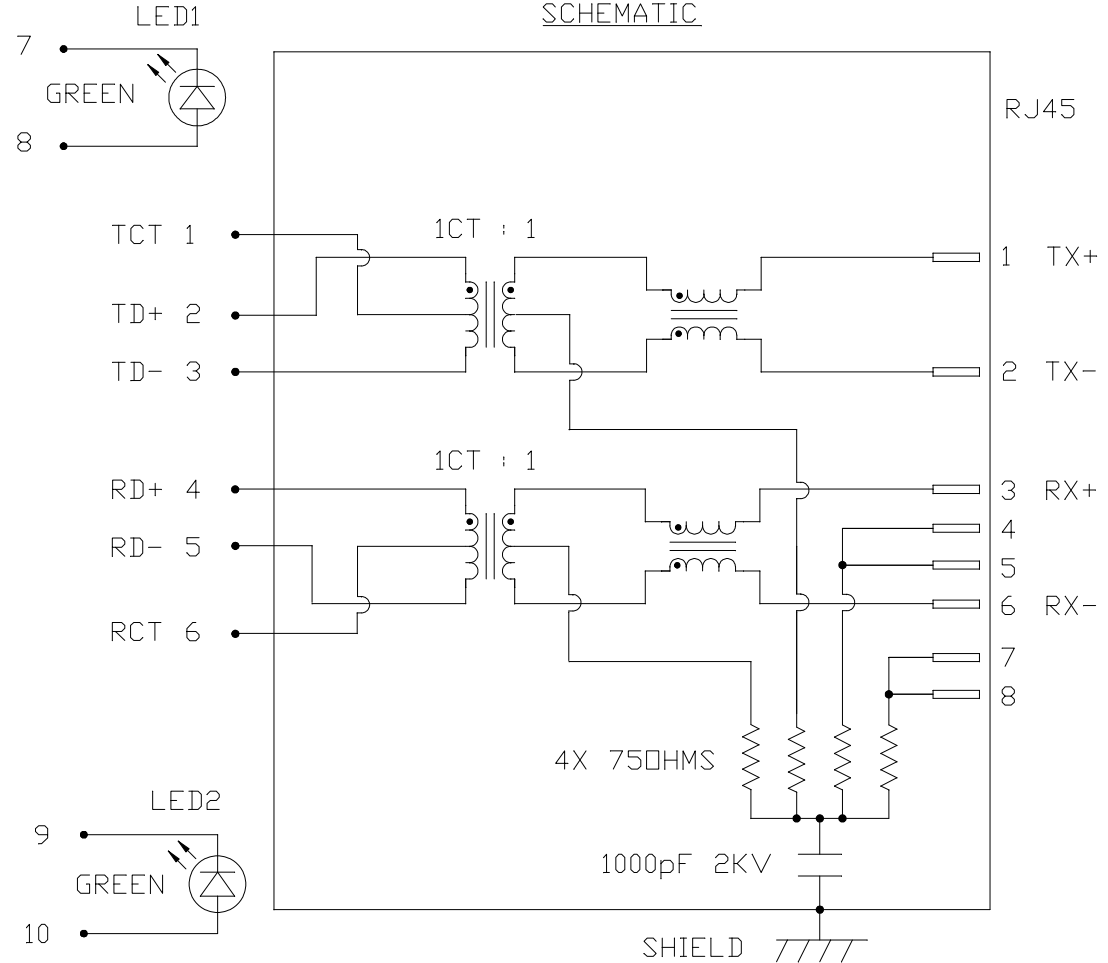 SCHEMATIC
LED1
7
GREEN
8
RJ45
TCT 1
1CT : 1
1 TX+
TD+ 2
TD- 3
2 TX-
1CT : 1
RD+ 4
3 RX+
4
RD- 5
5
6 RX-
RCT 6
7
8
4X 75OHMS
LED2
9
GREEN
10
1000pF 2KV
SHIELD